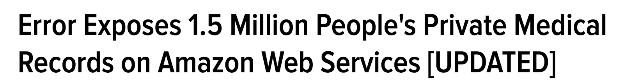 Error Exposes 1.5 Million People's Private Medical
Records on Amazon Web Services [UPDATED]